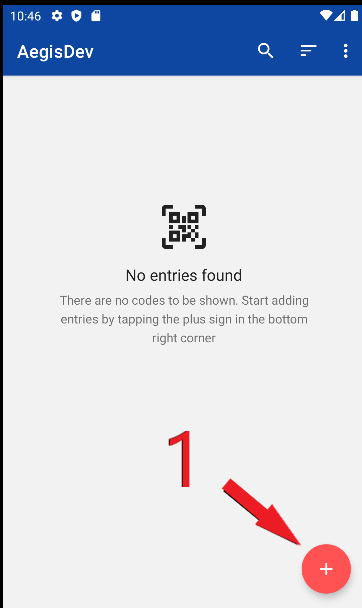 10:46
AegisDev
No entries found
There are no codes to be shown. Start adding
entries by tapping the plus sign in the bottom
right corner
1
+